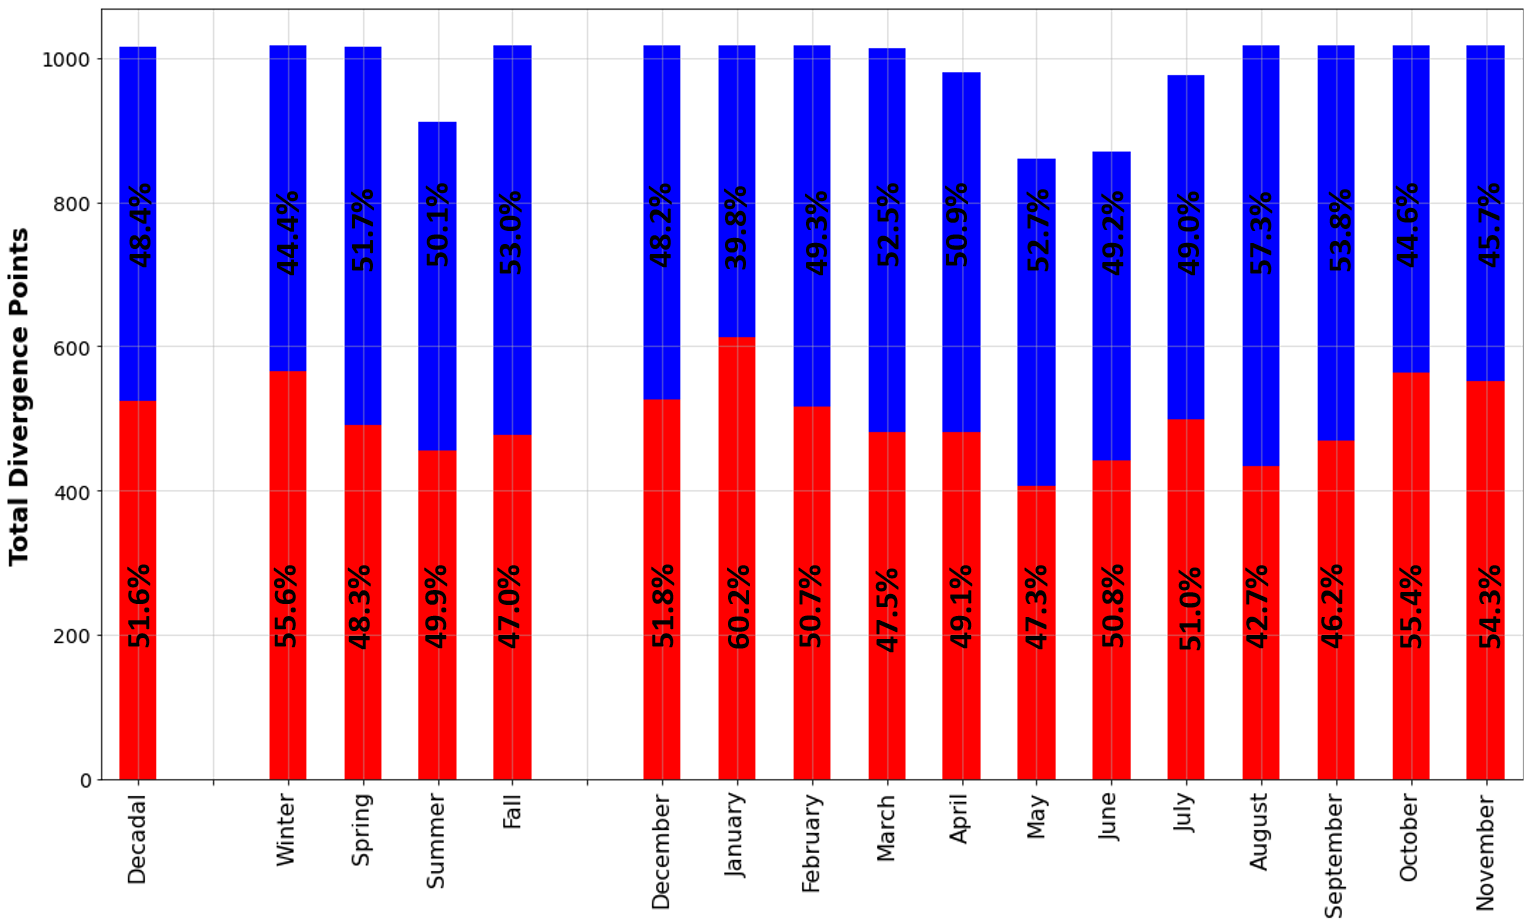 Total Divergence Points
1000
800
600
400
200
0
48.4%
44.4%
51.7%
50.1%
53.0%
48.2%
39.8%
49.3%
52.5%
50.9%
52.7%
49.2%
49.0%
57.3%
53.8%
44.6%
45.7%
51.6%
55.6%
48.3%
49.9%
47.0%
51.8%
60.2%
50.7%
47.5%
49.1%
47.3%
50.8%
51.0%
42.7%
46.2%
55.4%
54.3%
Decadal
Winter
Spring
Summer
Fall
December
January
February
March
April
May
June
July
August
September
October
November